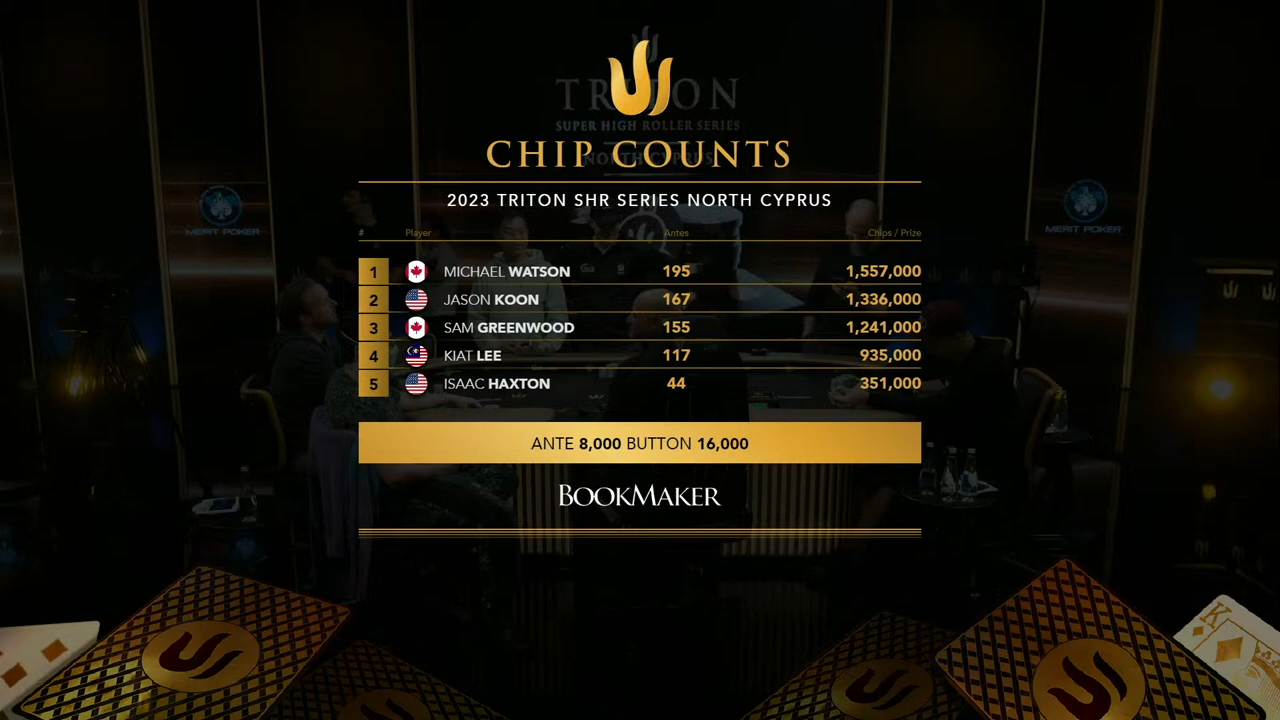 TRITON
SUPER HIGH ROLLER SERIES
NORTH CYPRUS
CHIP COUNTS
2023 TRITON SHR SERIES NORTH CYPRUS
# Player Antes Chips / Prize
1 MICHAEL WATSON 195 1,557,000
2 JASON KOON 167 1,336,000
3 SAM GREENWOOD 155 1,241,000
4 KIAT LEE 117 935,000
5 ISAAC HAXTON 44 351,000
ANTE 8,000 BUTTON 16,000
BOOKMAKER
MERIT POKER
MERIT POKER
K